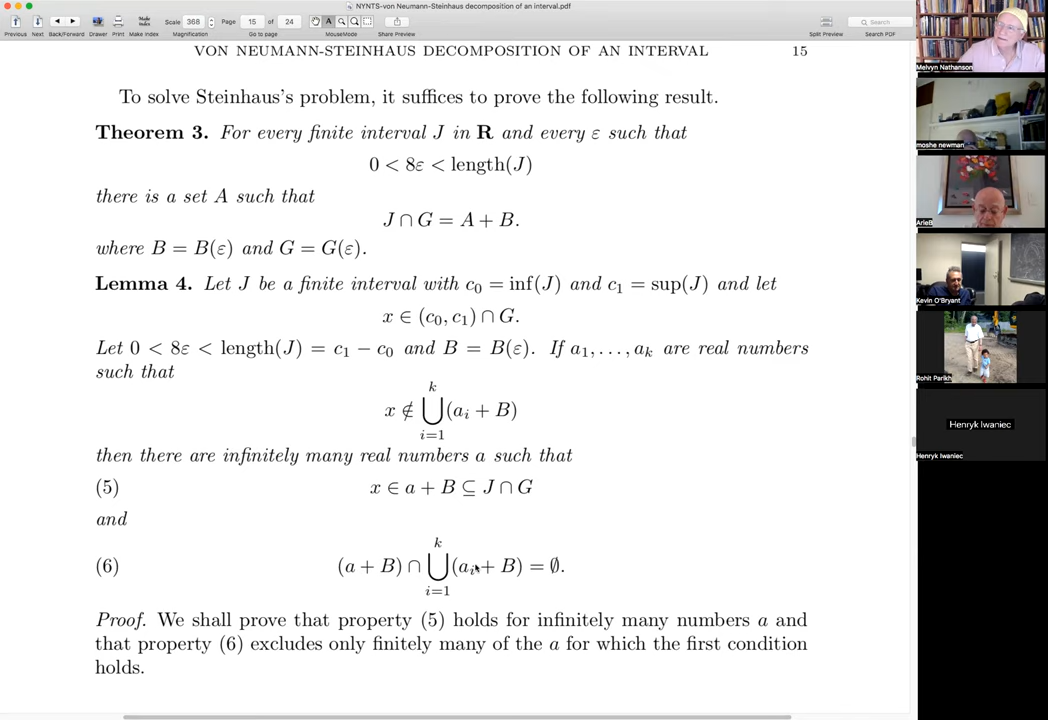 NYNTS-von Neumann-Steinhaus decomposition of an interval.pdf
Previous Next Back/Forward Drawer Print Make Index Scale 368 Magnification Page 15 of 24 Go to page MouseMode Share Preview Split Preview Search Search PDF
VON NEUMANN-STEINHAUS DECOMPOSITION OF AN INTERVAL 15
To solve Steinhaus's problem, it suffices to prove the following result.
Theorem 3. For every finite interval J in R and every ε such that
0 < 8ε < length(J)
there is a set A such that
J ∩ G = A + B.
where B = B(ε) and G = G(ε).
Lemma 4. Let J be a finite interval with c₀ = inf(J) and c₁ = sup(J) and let
x ∈ (c₀, c₁) ∩ G.
Let 0 < 8ε < length(J) = c₁ − c₀ and B = B(ε). If a₁, . . . , aₖ are real numbers
such that
x ∉ ⋃_{i=1}^{k} (aᵢ + B)
then there are infinitely many real numbers a such that
(5) x ∈ a + B ⊆ J ∩ G
and
(6) (a + B) ∩ ⋃_{i=1}^{k} (aᵢ + B) = ∅.
Proof. We shall prove that property (5) holds for infinitely many numbers a and
that property (6) excludes only finitely many of the a for which the first condition
holds.
Melvyn Nathanson
moshe newman
ArieB
Kevin O'Bryant
Rohit Parikh
Henryk Iwaniec
Henryk Iwaniec